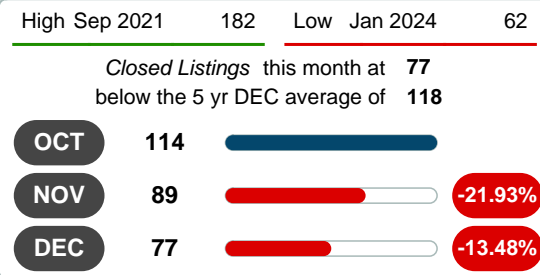 High Sep 2021 182 Low Jan 2024 62
Closed Listings this month at 77
below the 5 yr DEC average of 118
OCT 114
NOV 89 -21.93%
DEC 77 -13.48%